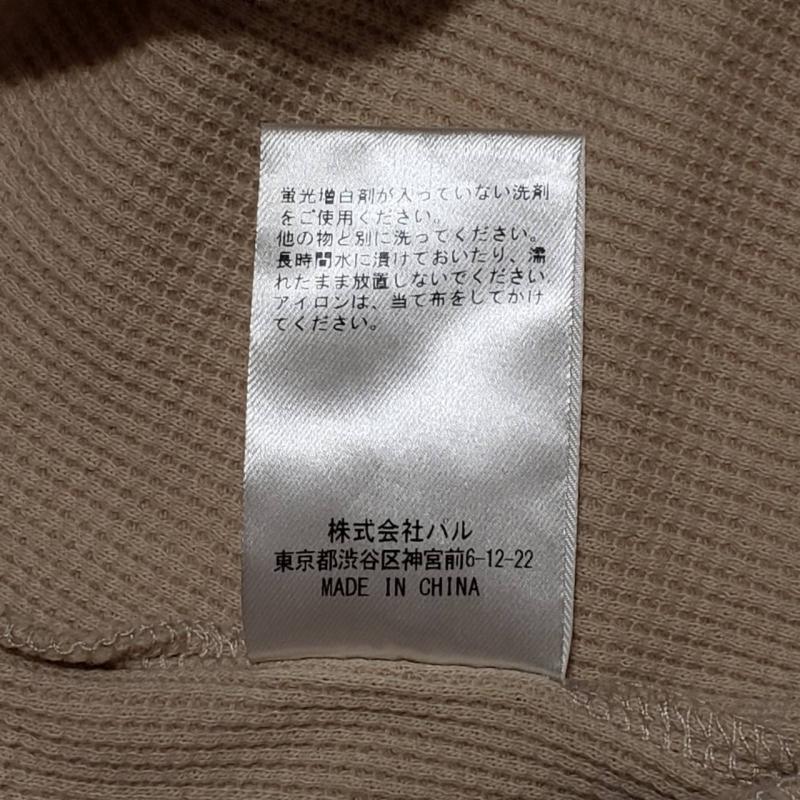 蛍光増白剤が入っていない洗剤
をご使用ください。
他の物と別に洗ってください。
長時間水に漬けておいたり、濡
れたまま放置しないでください。
アイロンは、当て布をしてかけ
てください。
株式会社パル
東京都渋谷区神宮前6-12-22
MADE IN CHINA